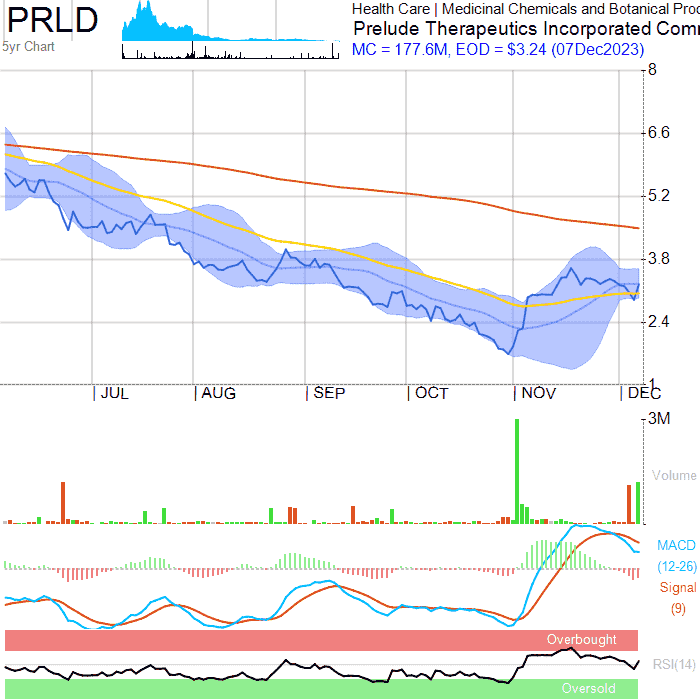 PRLD
5yr Chart
Health Care | Medicinal Chemicals and Botanical Prod
Prelude Therapeutics Incorporated Comm
MC = 177.6M, EOD = $3.24 (07Dec2023)
8
6.6
5.2
3.8
2.4
1
JUL AUG SEP OCT NOV DEC
3M
Volume
MACD
(12-26)
Signal
(9)
Overbought
RSI(14)
Oversold